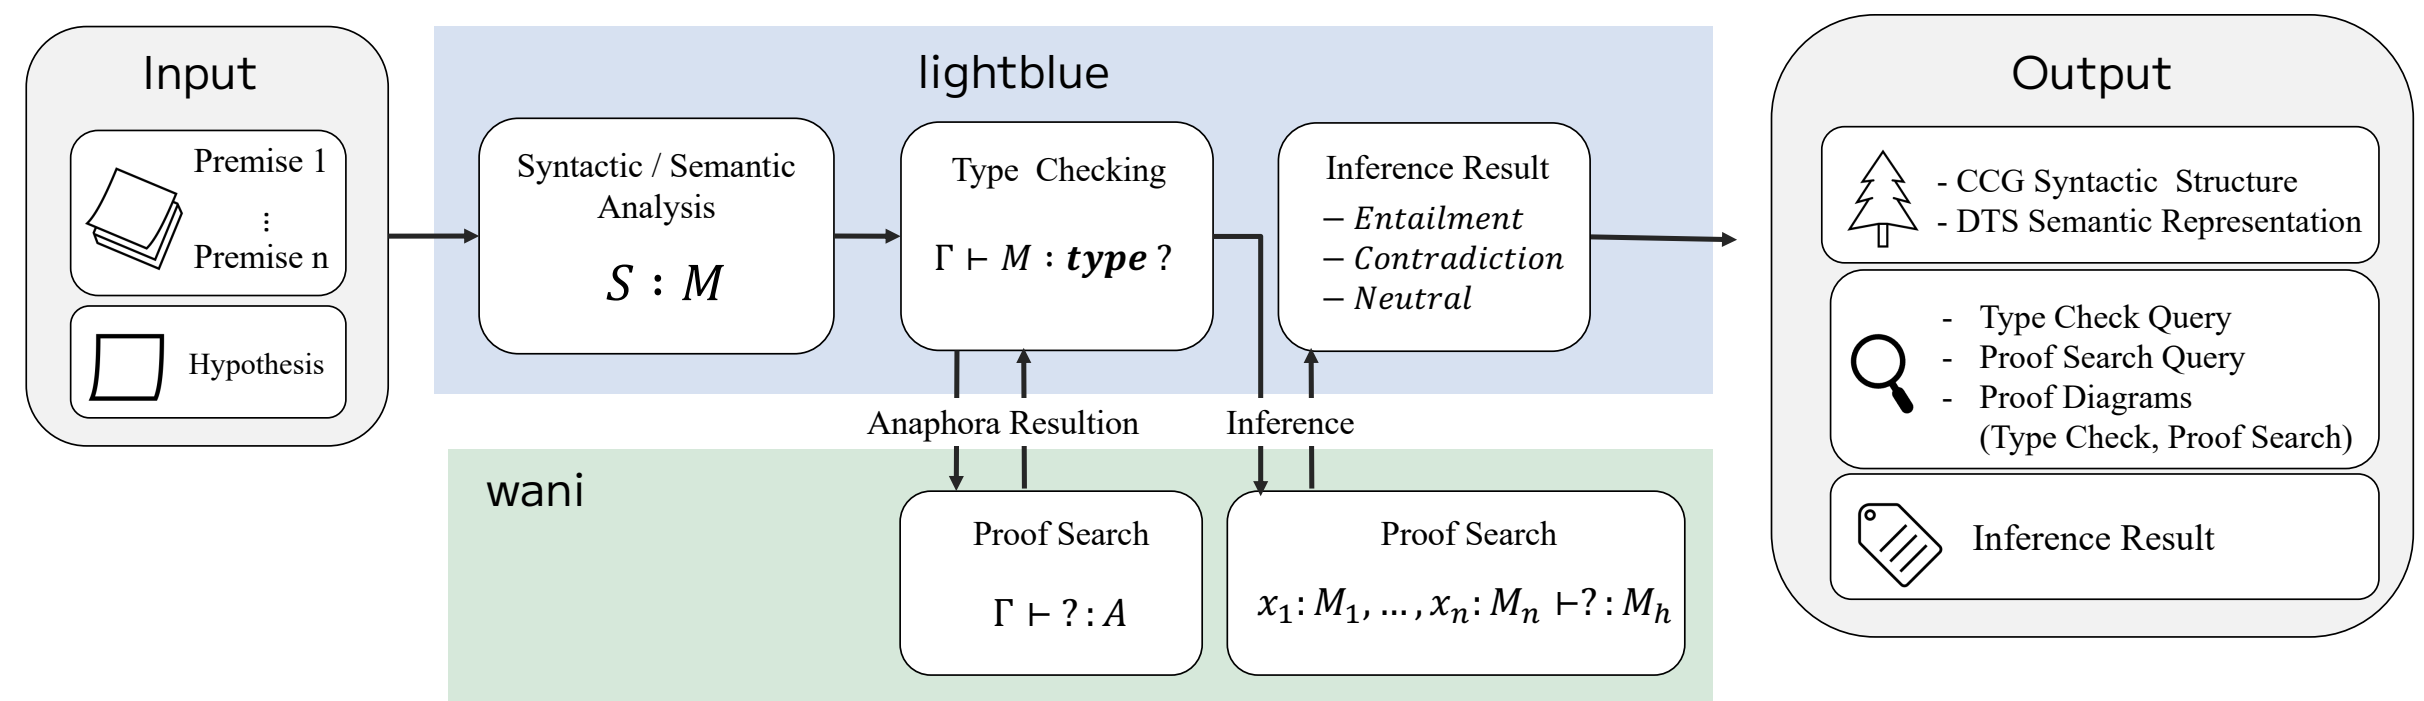 Input
Premise 1
⋮
Premise n
Hypothesis
lightblue
Syntactic / Semantic
Analysis
S : M
Type Checking
Γ ⊢ M : type ?
Inference Result
– Entailment
– Contradiction
– Neutral
Anaphora Resultion
Inference
wani
Proof Search
Γ ⊢ ? : A
Proof Search
x₁: M₁, … , xₙ: Mₙ ⊢? : Mₕ
Output
- CCG Syntactic Structure
- DTS Semantic Representation
- Type Check Query
- Proof Search Query
- Proof Diagrams
(Type Check, Proof Search)
Inference Result